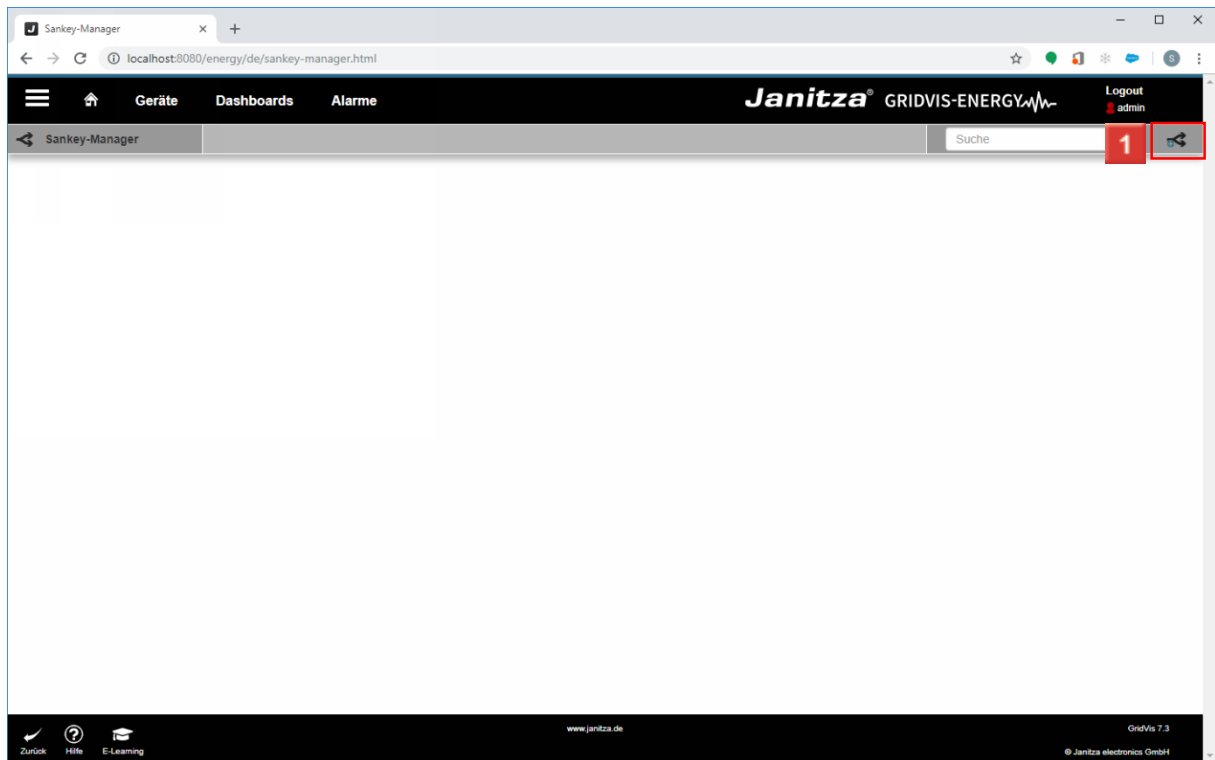 Sankey-Manager
localhost:8080/energy/de/sankey-manager.html
S
Geräte Dashboards Alarme
Janitza® GRIDVIS-ENERGY
Logout
admin
Sankey-Manager
Suche
1
Zurück Hilfe E-Learning
www.janitza.de
GridVis 7.3
© Janitza electronics GmbH